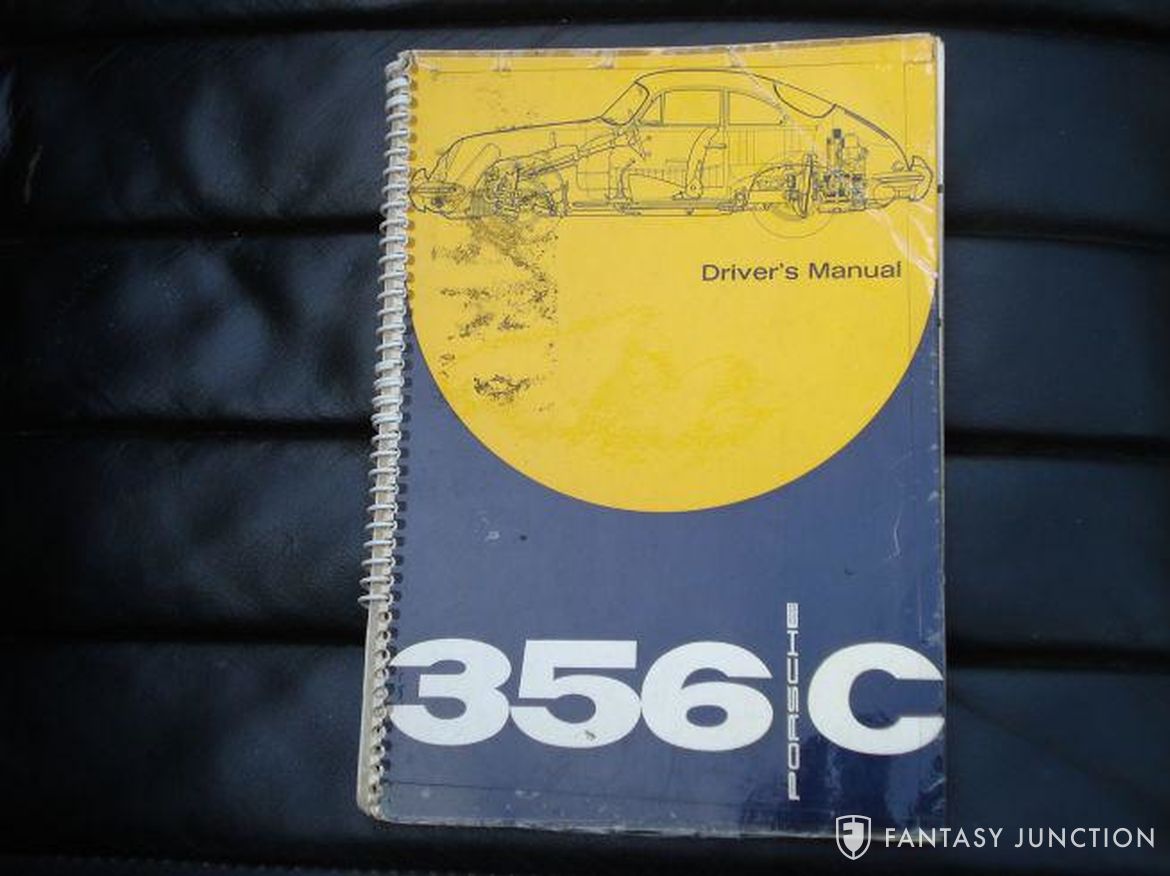 Driver's Manual
356 C
PORSCHE
FANTASY JUNCTION